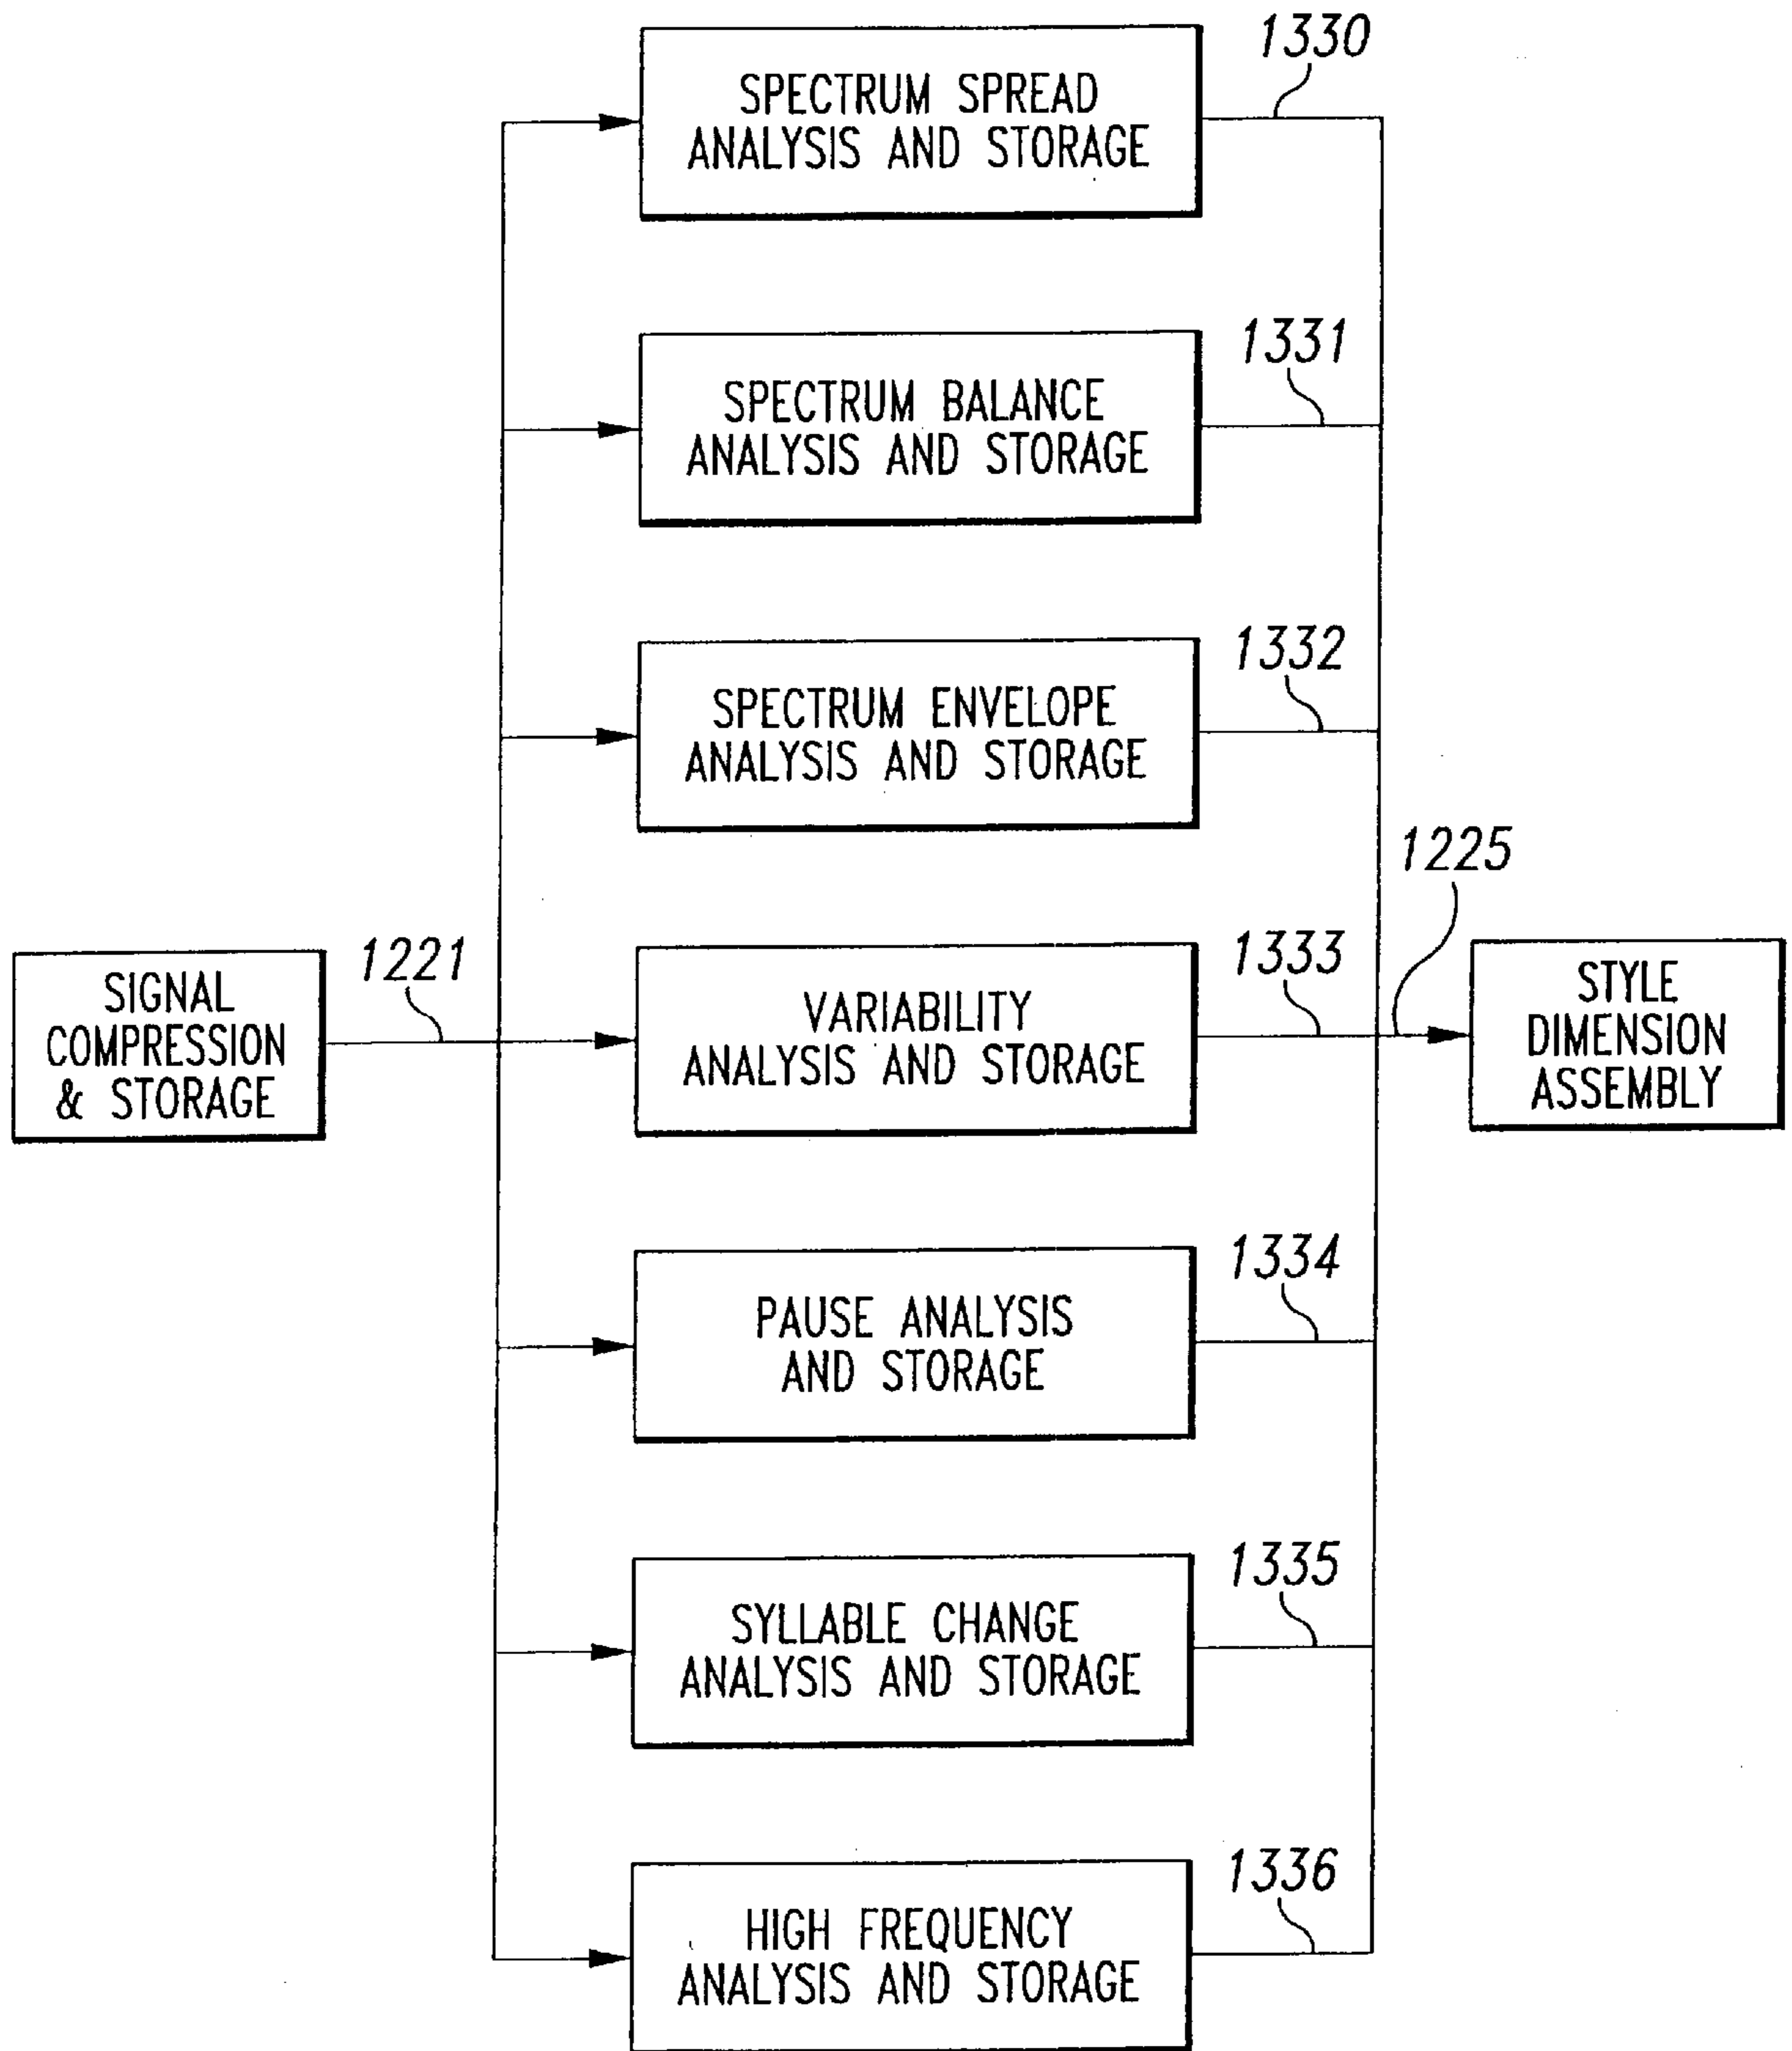 1330
SPECTRUM SPREAD
ANALYSIS AND STORAGE
1331
SPECTRUM BALANCE
ANALYSIS AND STORAGE
1332
SPECTRUM ENVELOPE
ANALYSIS AND STORAGE
1225
SIGNAL
COMPRESSION
& STORAGE
1221
VARIABILITY
ANALYSIS AND STORAGE
1333
STYLE
DIMENSION
ASSEMBLY
1334
PAUSE ANALYSIS
AND STORAGE
1335
SYLLABLE CHANGE
ANALYSIS AND STORAGE
1336
HIGH FREQUENCY
ANALYSIS AND STORAGE